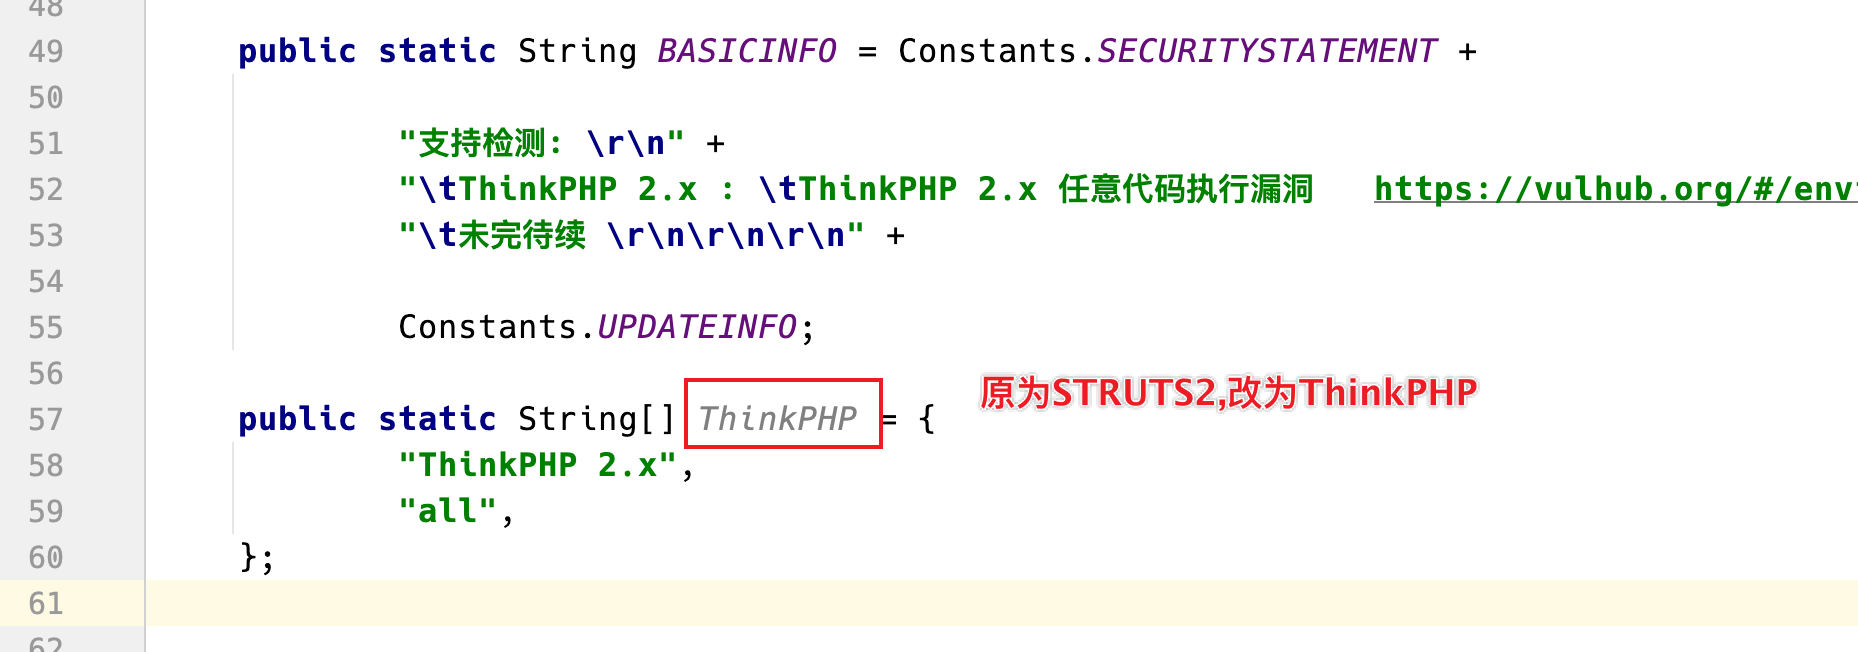 48
49 public static String BASICINFO = Constants.SECURITYSTATEMENT +
50
51 "支持检测: \r\n" +
52 "\tThinkPHP 2.x : \tThinkPHP 2.x 任意代码执行漏洞 https://vulhub.org/#/env
53 "\t未完待续 \r\n\r\n\r\n" +
54
55 Constants.UPDATEINFO;
56
原为STRUTS2,改为ThinkPHP
57 public static String[] ThinkPHP = {
58 "ThinkPHP 2.x",
59 "all",
60 };
61
62